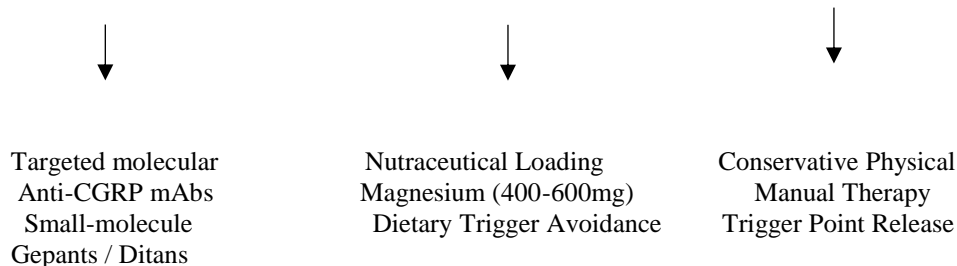 Targeted molecular
Anti-CGRP mAbs
Small-molecule
Gepants / Ditans
Nutraceutical Loading
Magnesium (400-600mg)
Dietary Trigger Avoidance
Conservative Physical
Manual Therapy
Trigger Point Release